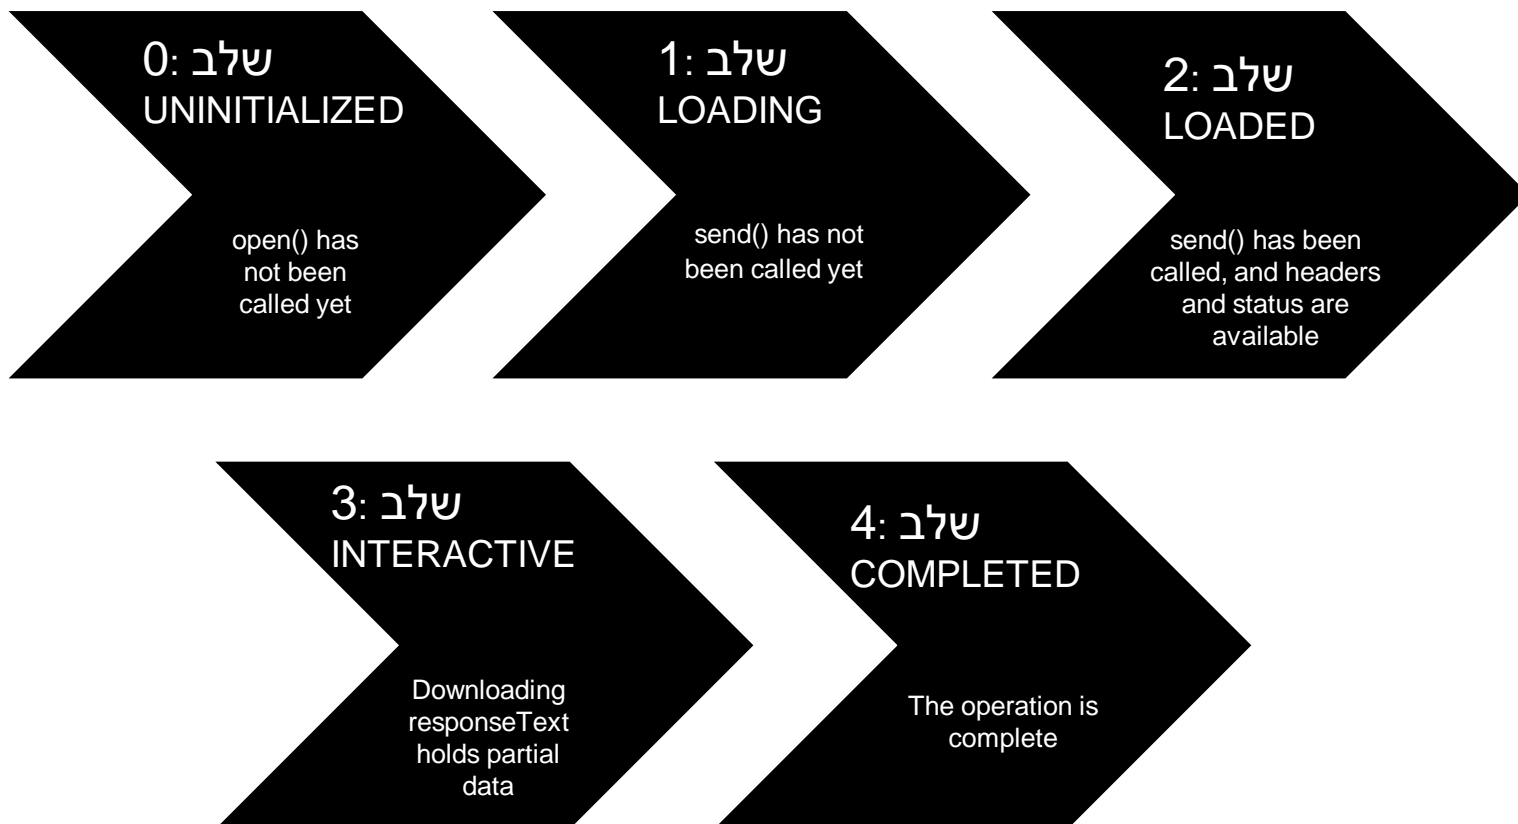 שלב :0
UNINITIALIZED
open() has
not been
called yet
שלב :1
LOADING
send() has not
been called yet
שלב :2
LOADED
send() has been
called, and headers
and status are
available
שלב :3
INTERACTIVE
Downloading
responseText
holds partial
data
שלב :4
COMPLETED
The operation is
complete